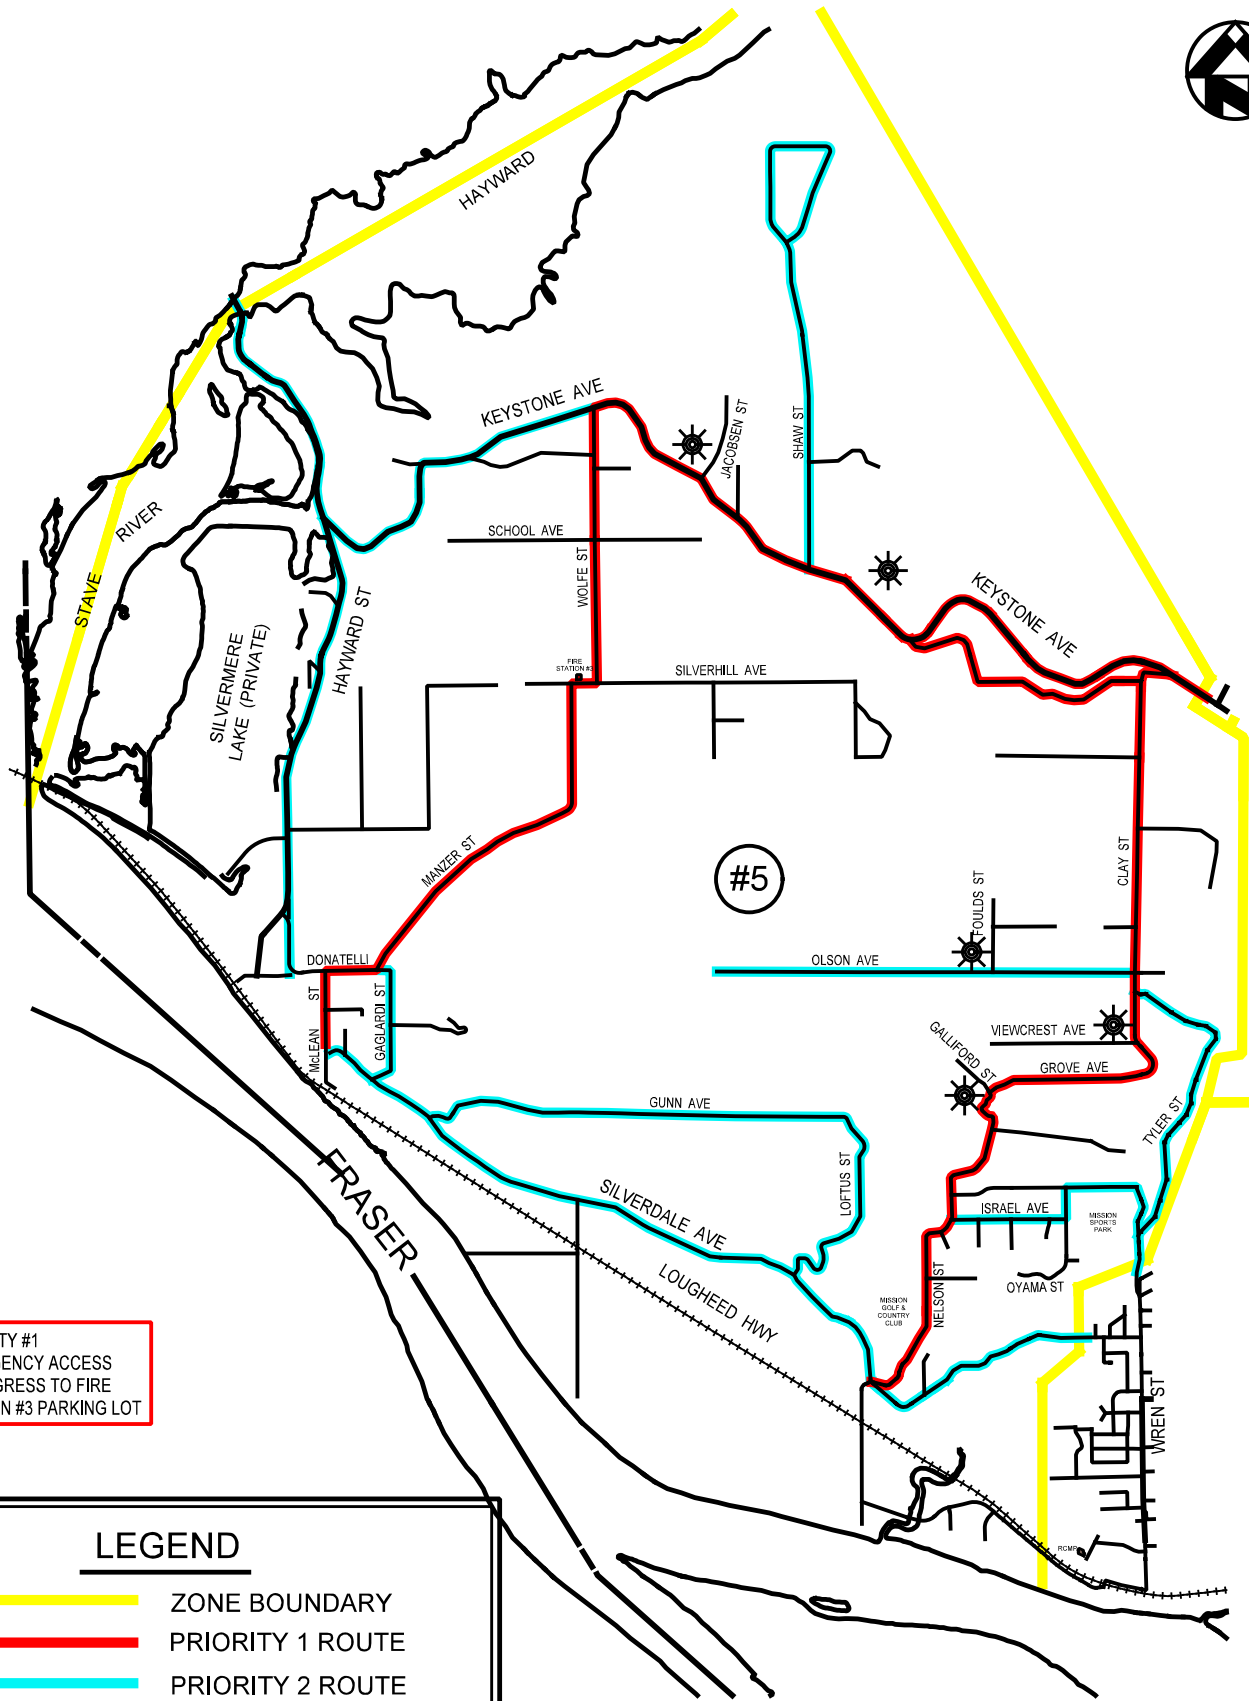 HAYWARD
KEYSTONE AVE
JACOBSEN ST
SHAW ST
RIVER
STAVE
SCHOOL AVE
WOLFE ST
HAYWARD ST
KEYSTONE AVE
SILVERMERE
LAKE (PRIVATE)
FIRE
STATION #3
SILVERHILL AVE
MANZER ST
#5
CLAY ST
FOULDS ST
DONATELLI
OLSON AVE
McLEAN ST
GAGLARDI ST
GALLIFORD ST
VIEWCREST AVE
GROVE AVE
GUNN AVE
TYLER ST
LOFTUS ST
FRASER
SILVERDALE AVE
ISRAEL AVE
MISSION
SPORTS
PARK
NELSON ST
OYAMA ST
LOUGHEED HWY
MISSION
GOLF &
COUNTRY
CLUB
WREN ST
RCMP
TY #1
GENCY ACCESS
GRESS TO FIRE
N #3 PARKING LOT
LEGEND
ZONE BOUNDARY
PRIORITY 1 ROUTE
PRIORITY 2 ROUTE